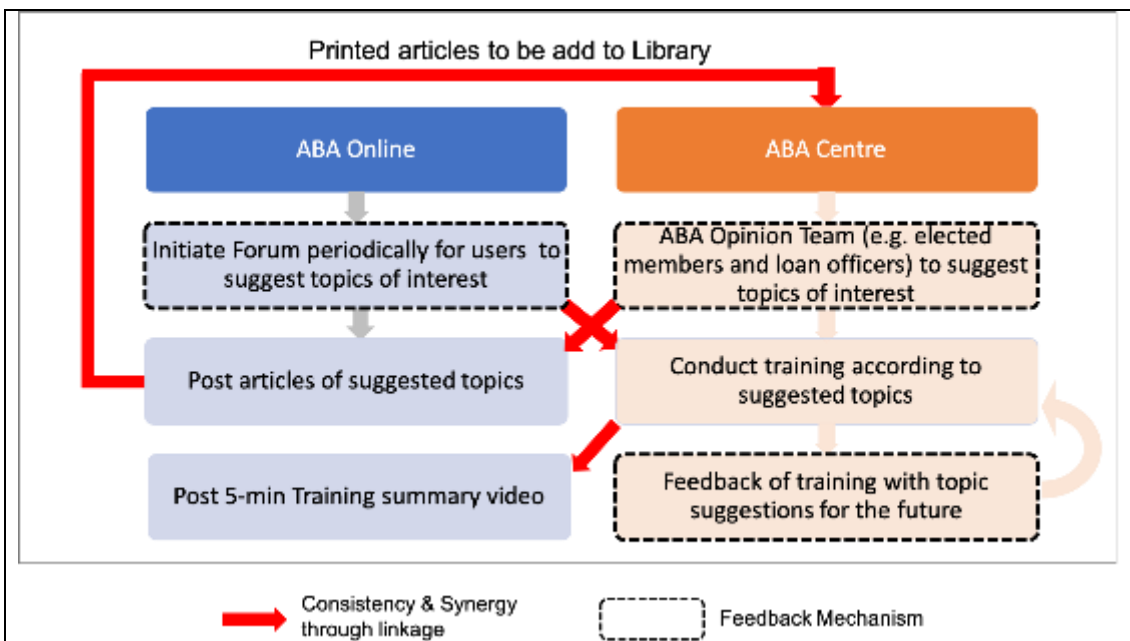 Printed articles to be add to Library
ABA Online
ABA Centre
Initiate Forum periodically for users to
suggest topics of interest
ABA Opinion Team (e.g. elected
members and loan officers) to suggest
topics of interest
Post articles of suggested topics
Conduct training according to
suggested topics
Post 5-min Training summary video
Feedback of training with topic
suggestions for the future
Consistency & Synergy
through linkage
Feedback Mechanism